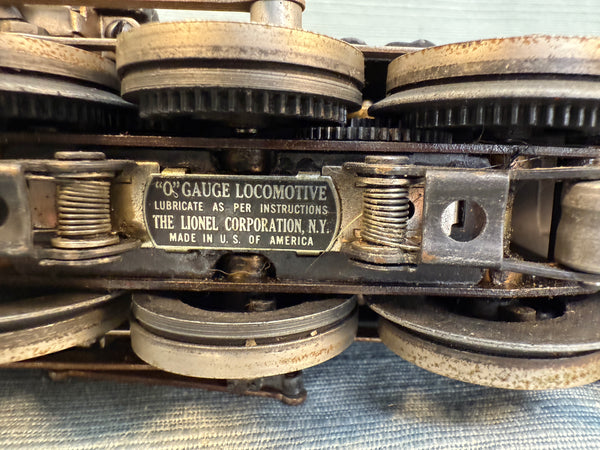 "O" GAUGE LOCOMOTIVE
LUBRICATE AS PER INSTRUCTIONS
THE LIONEL CORPORATION, N.Y.
MADE IN U.S. OF AMERICA